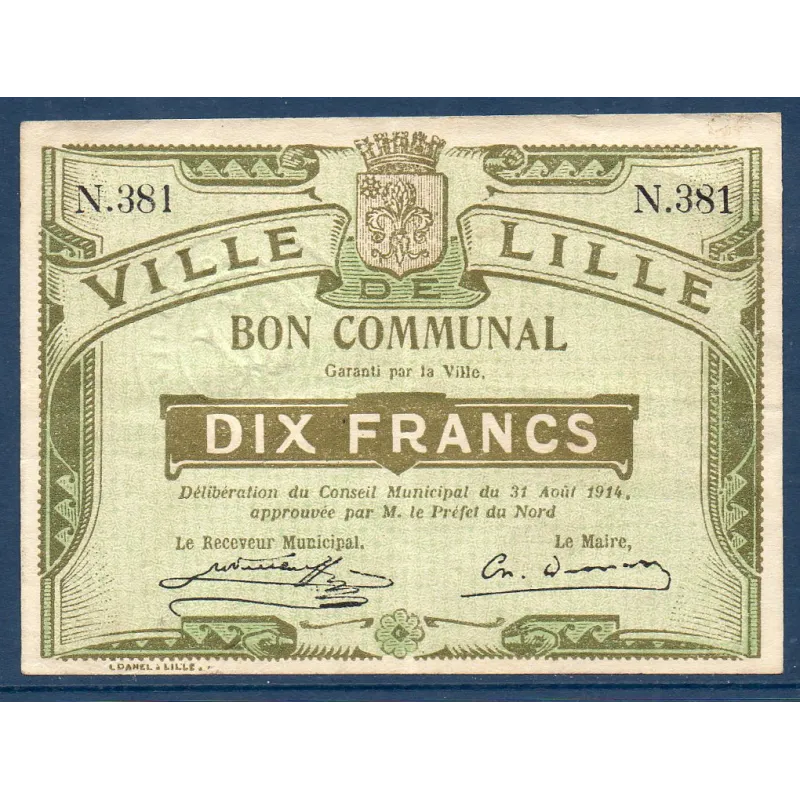 N.381 N.381
VILLE DE LILLE
BON COMMUNAL
Garanti par la Ville.
DIX FRANCS
Délibération du Conseil Municipal du 31 Août 1914,
approuvée par M. le Préfet du Nord
Le Receveur Municipal, Le Maire,
L.DANEL à LILLE